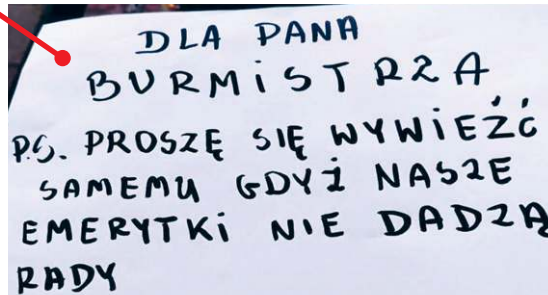 DLA PANA
BURMiSTRZA
P.S. PROSZĘ SIĘ WYWiEŹĆ
SAMEMU GDYŻ NASZE
EMERYTKi NIE DADZĄ
RADY